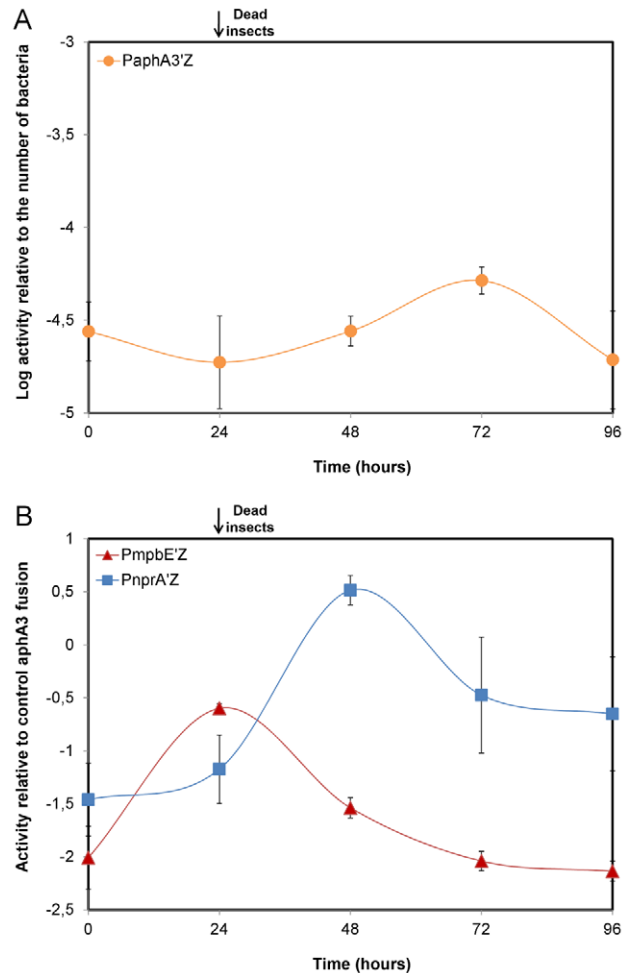 A
Dead
insects
-3
PaphA3'Z
-3,5
-4
-4,5
-5
Log activity relative to the number of bacteria
0 24 48 72 96
Time (hours)
B
Dead
insects
1
PmpbE'Z
PnprA'Z
0,5
0
-0,5
-1
-1,5
-2
-2,5
Activity relative to control aphA3 fusion
0 24 48 72 96
Time (hours)